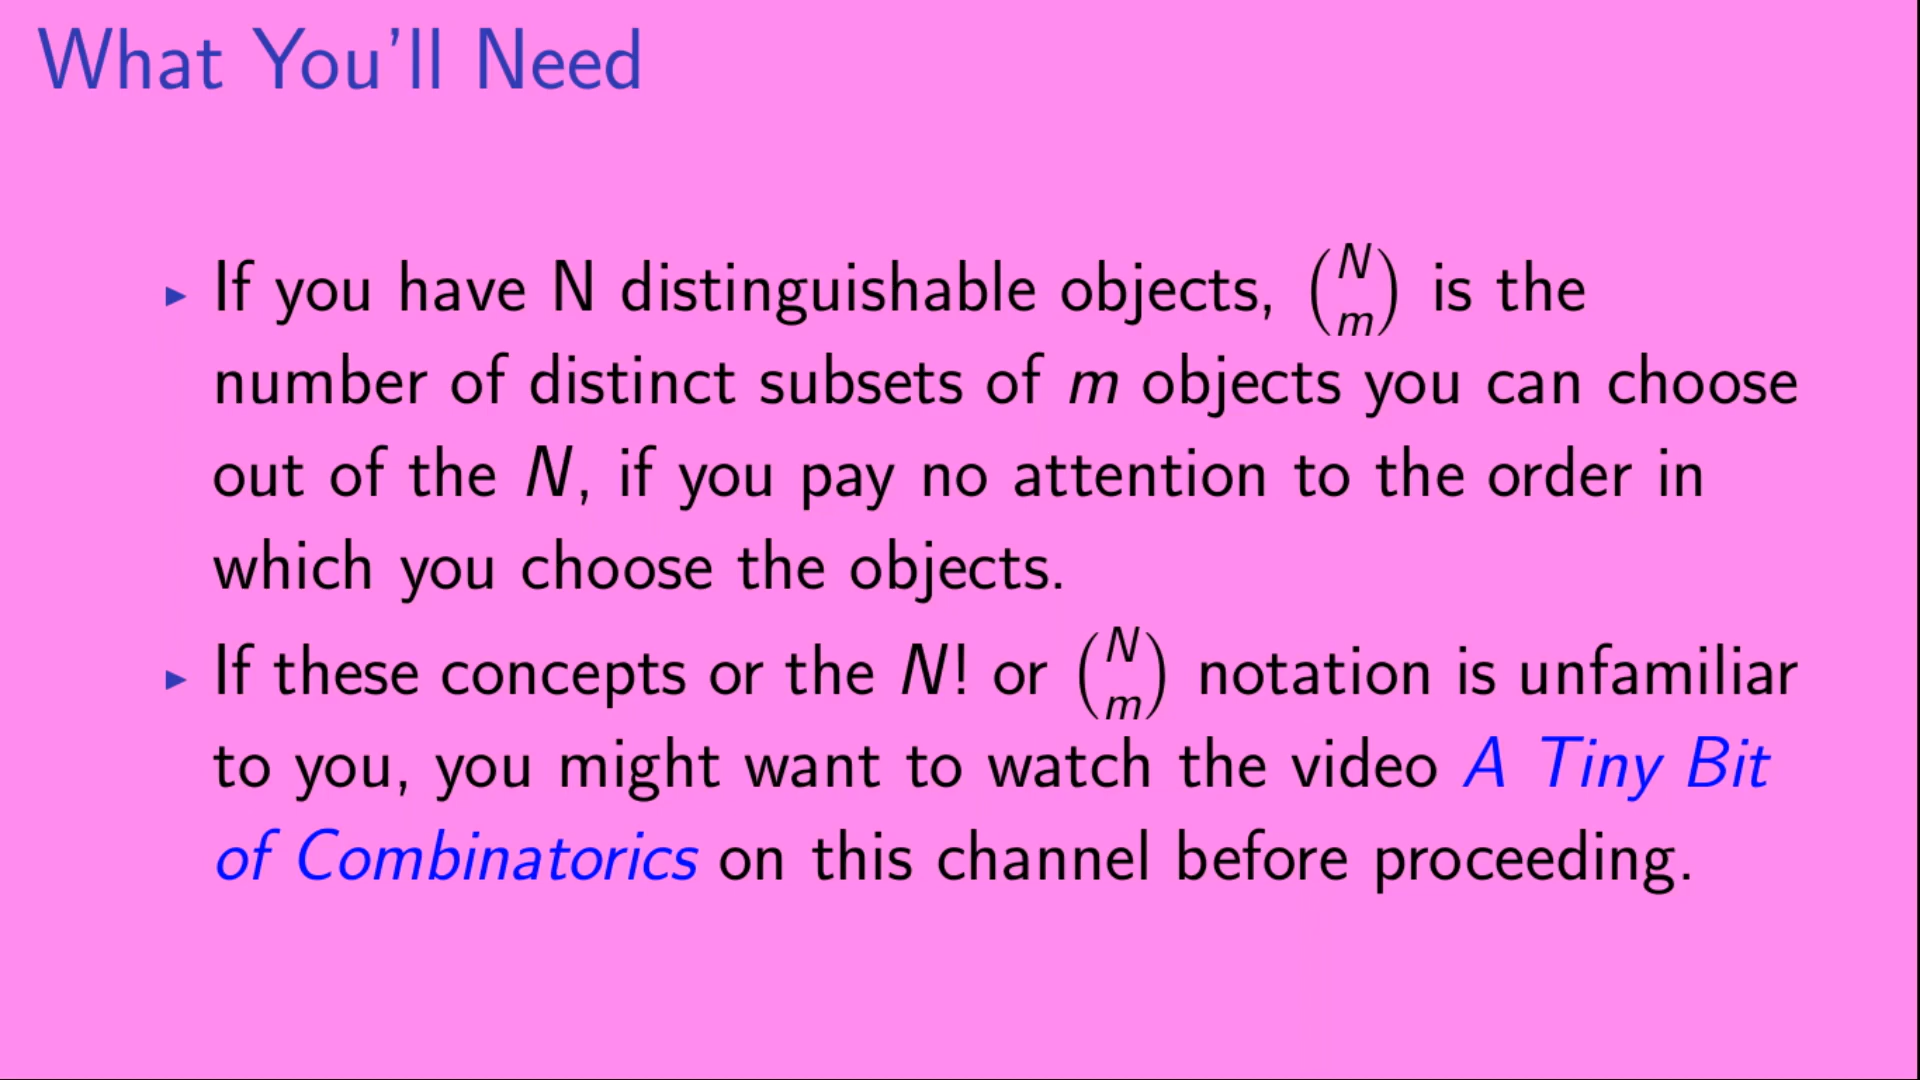 What You'll Need
▸ If you have N distinguishable objects, $\binom{N}{m}$ is the
number of distinct subsets of m objects you can choose
out of the N, if you pay no attention to the order in
which you choose the objects.
▸ If these concepts or the N! or $\binom{N}{m}$ notation is unfamiliar
to you, you might want to watch the video A Tiny Bit
of Combinatorics on this channel before proceeding.